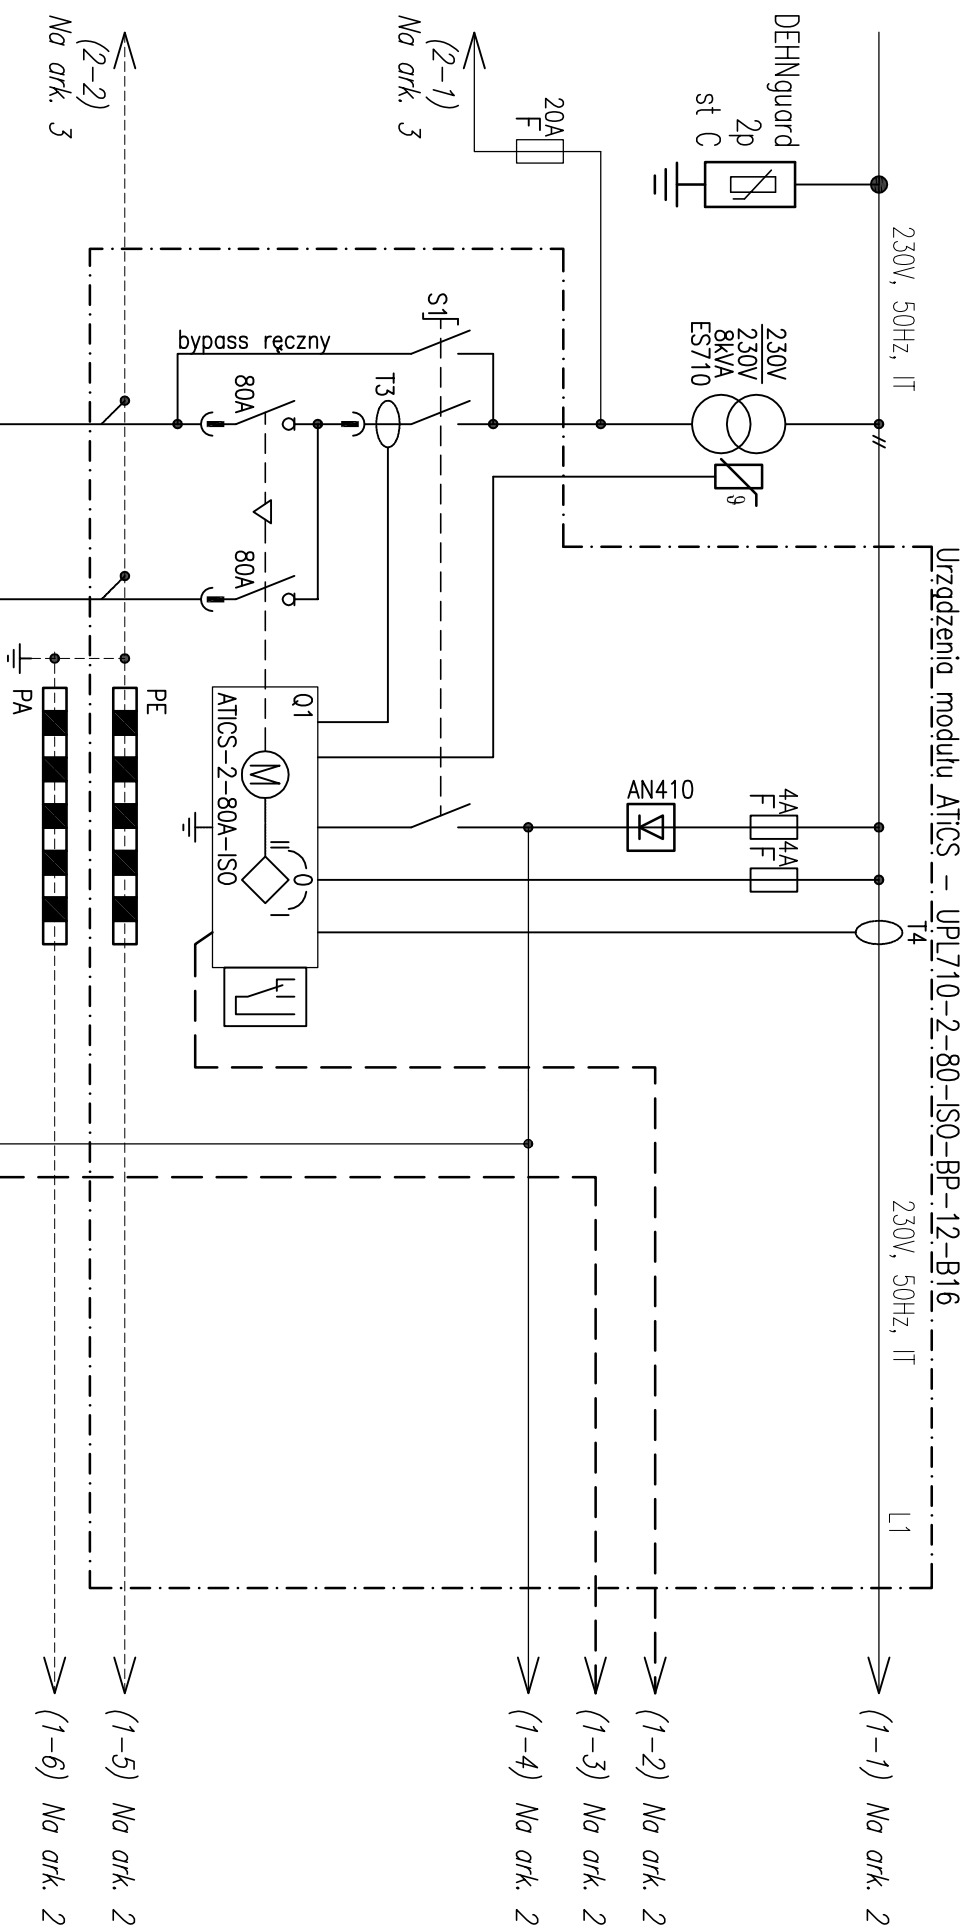 Urządzenia modułu ATICS - UPL710-2-80-ISO-BP-12-B16
230V, 50Hz, IT
230V, 50Hz, IT
L1
(1-1) Na ark. 2
T4
DEHNguard
2p
st C
230V
230V
8kVA
ES710
ϑ
4A
F
4A
F
AN410
(1-2) Na ark. 2
(1-3) Na ark. 2
(1-4) Na ark. 2
20A
F
(2-1)
Na ark. 3
S1
T3
bypass ręczny
80A
80A
Q1
M
II
0
I
ATICS-2-80A-ISO
PE
(1-5) Na ark. 2
(2-2)
Na ark. 3
PA
(1-6) Na ark. 2